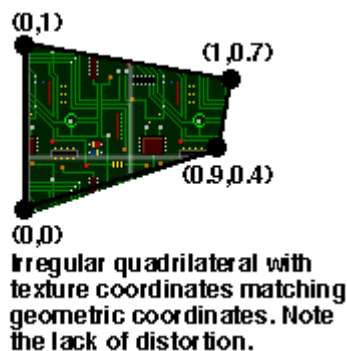 (0,1)
(1,0.7)
(0.9,0.4)
(0,0)
Irregular quadrilateral with
texture coordinates matching
geometric coordinates. Note
the lack of distortion.